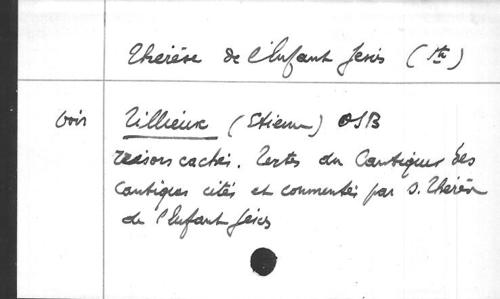 Thérèse de l'Enfant Jésus (Ste)
voir Tillieux (Etienne) OSB
Trésors cachés. Textes du Cantique des
Cantiques cités et commentés par S. Thérèse
de l'Enfant Jésus